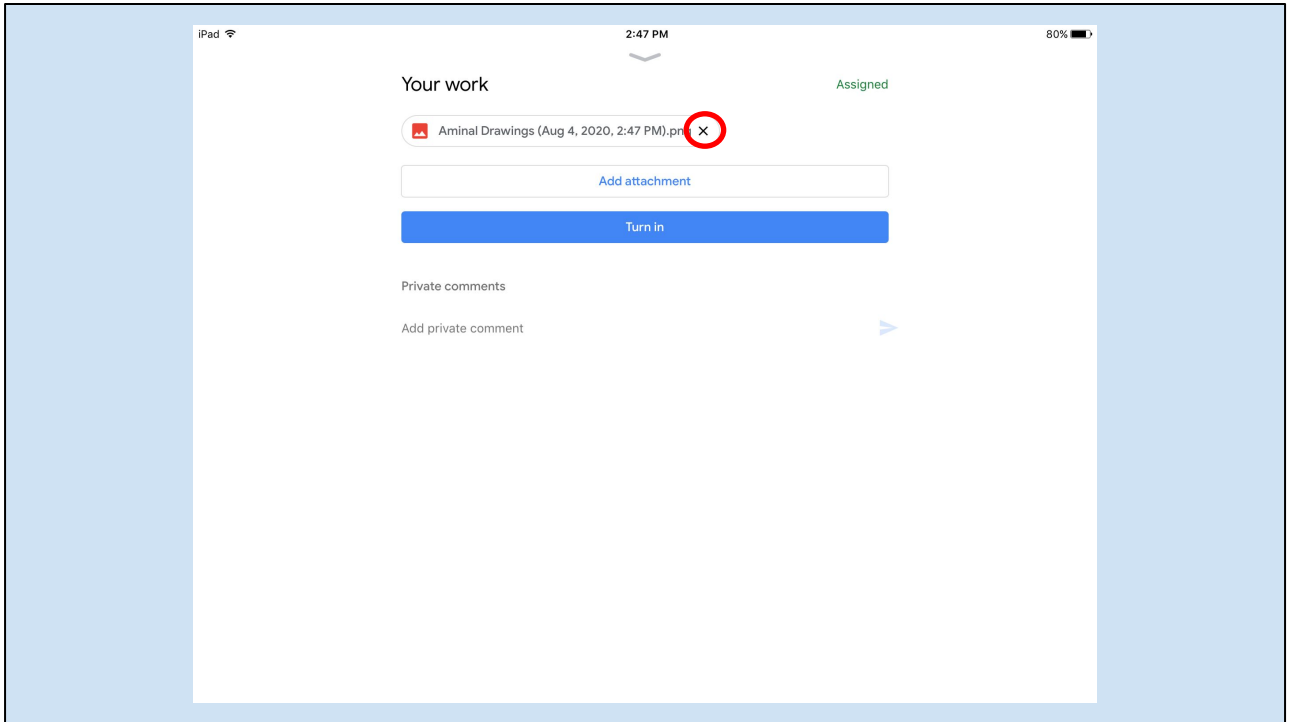 iPad 2:47 PM 80%
Your work Assigned
Aminal Drawings (Aug 4, 2020, 2:47 PM).png
Add attachment
Turn in
Private comments
Add private comment